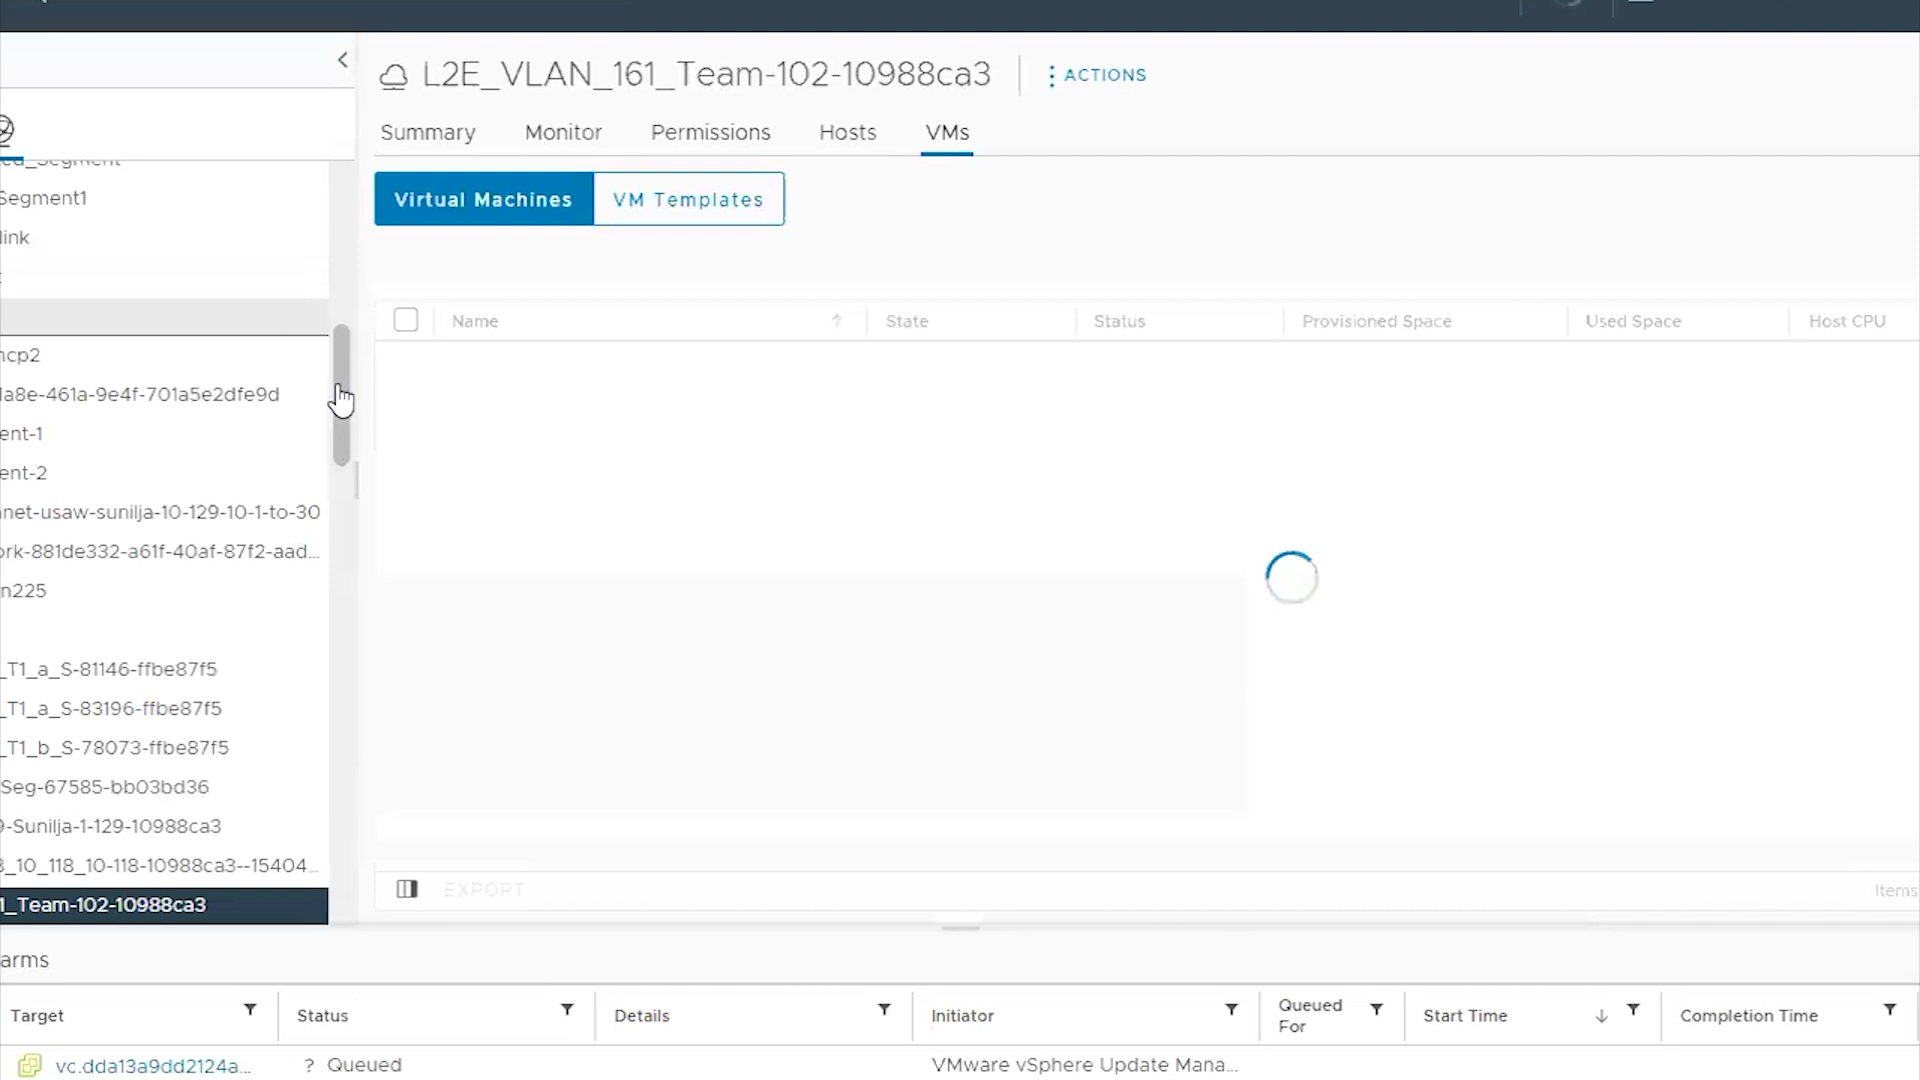 L2E_VLAN_161_Team-102-10988ca3
ACTIONS
Summary Monitor Permissions Hosts VMs
Virtual Machines VM Templates
Name State Status Provisioned Space Used Space Host CPU
Segment1
link
ncp2
1a8e-461a-9e4f-701a5e2dfe9d
ent-1
ent-2
net-usaw-sunilja-10-129-10-1-to-30
ork-881de332-a61f-40af-87f2-aad...
n225
_T1_a_S-81146-ffbe87f5
_T1_a_S-83196-ffbe87f5
_T1_b_S-78073-ffbe87f5
Seg-67585-bb03bd36
9-Sunilja-1-129-10988ca3
_10_118_10-118-10988ca3--15404...
1_Team-102-10988ca3
EXPORT Items
arms
Target Status Details Initiator Queued For Start Time Completion Time
vc.dda13a9dd2124a... ? Queued VMware vSphere Update Mana...